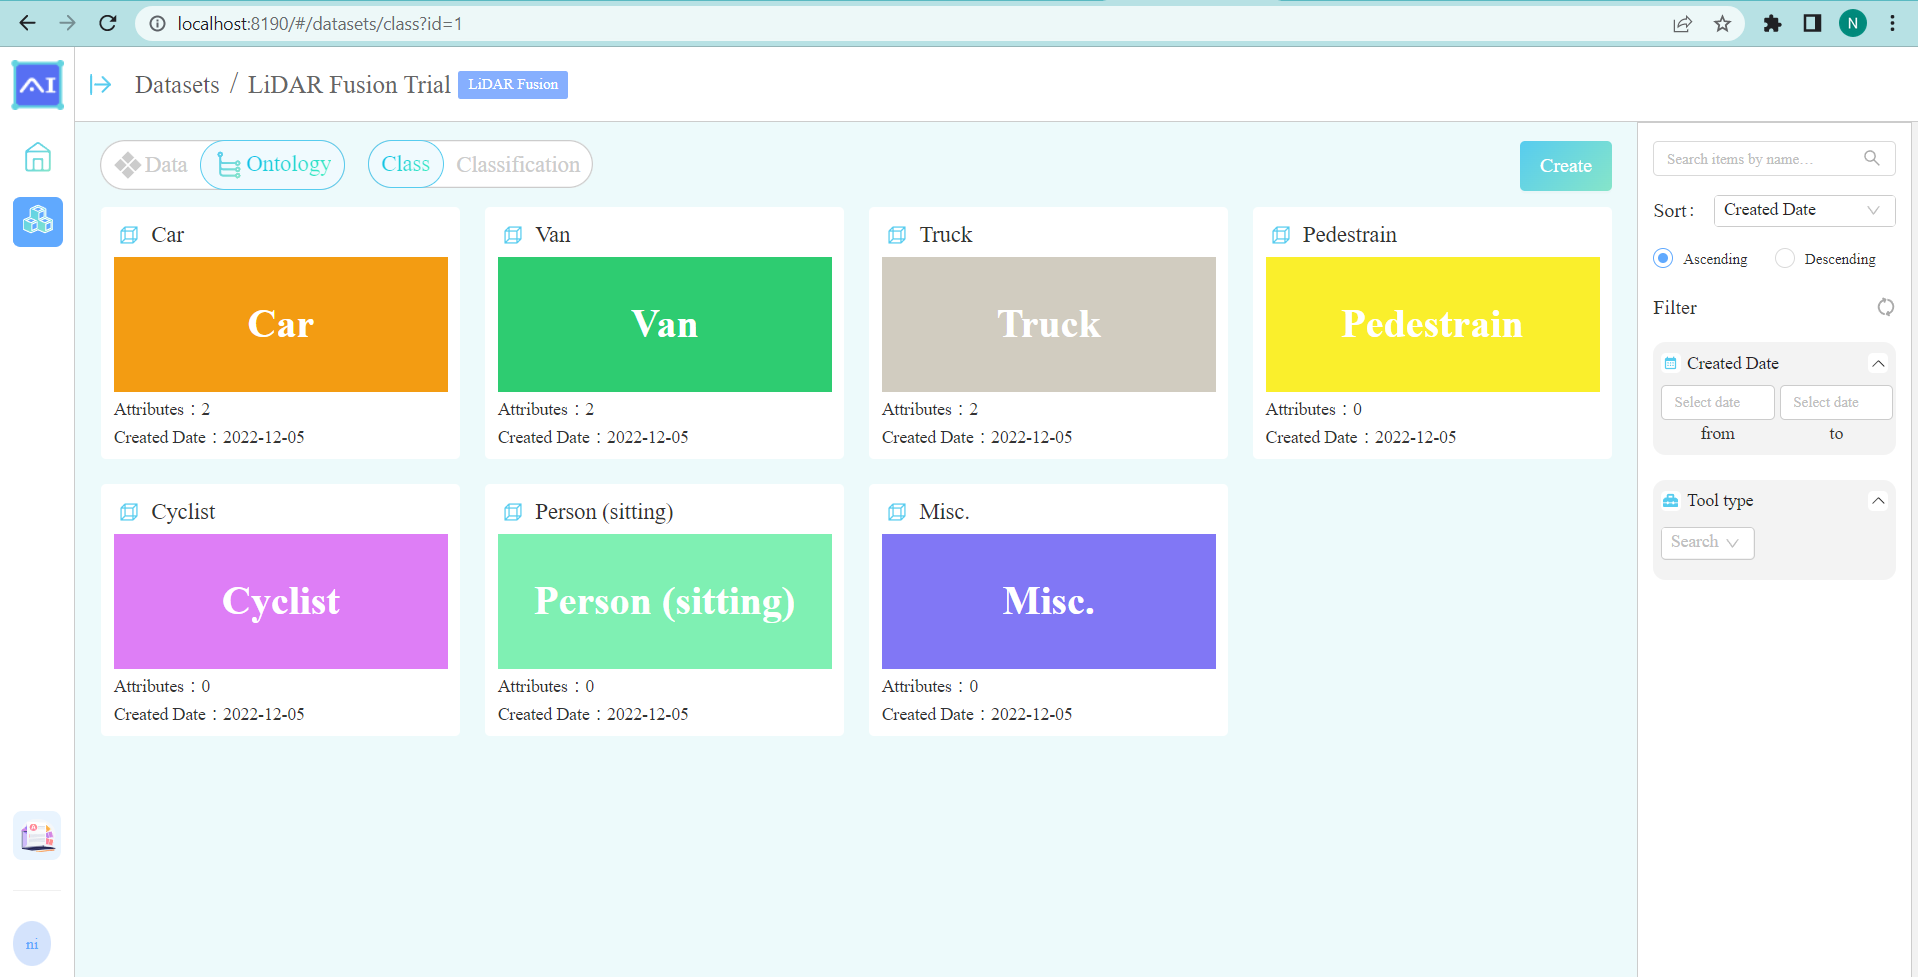 localhost:8190/#/datasets/class?id=1
N
AI
Datasets / LiDAR Fusion Trial LiDAR Fusion
Data Ontology Class Classification
Create
Car
Car
Attributes：2
Created Date：2022-12-05
Van
Van
Attributes：2
Created Date：2022-12-05
Truck
Truck
Attributes：2
Created Date：2022-12-05
Pedestrain
Pedestrain
Attributes：0
Created Date：2022-12-05
Cyclist
Cyclist
Attributes：0
Created Date：2022-12-05
Person (sitting)
Person (sitting)
Attributes：0
Created Date：2022-12-05
Misc.
Misc.
Attributes：0
Created Date：2022-12-05
Search items by name...
Sort: Created Date
Ascending Descending
Filter
Created Date
Select date Select date
from to
Tool type
Search
ni